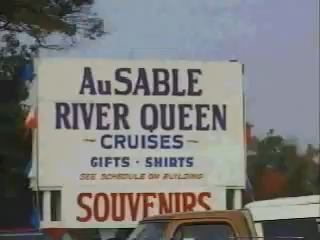 AuSABLE
RIVER QUEEN
~ CRUISES ~
GIFTS · SHIRTS
SEE SCHEDULE ON BUILDING
SOUVENIRS